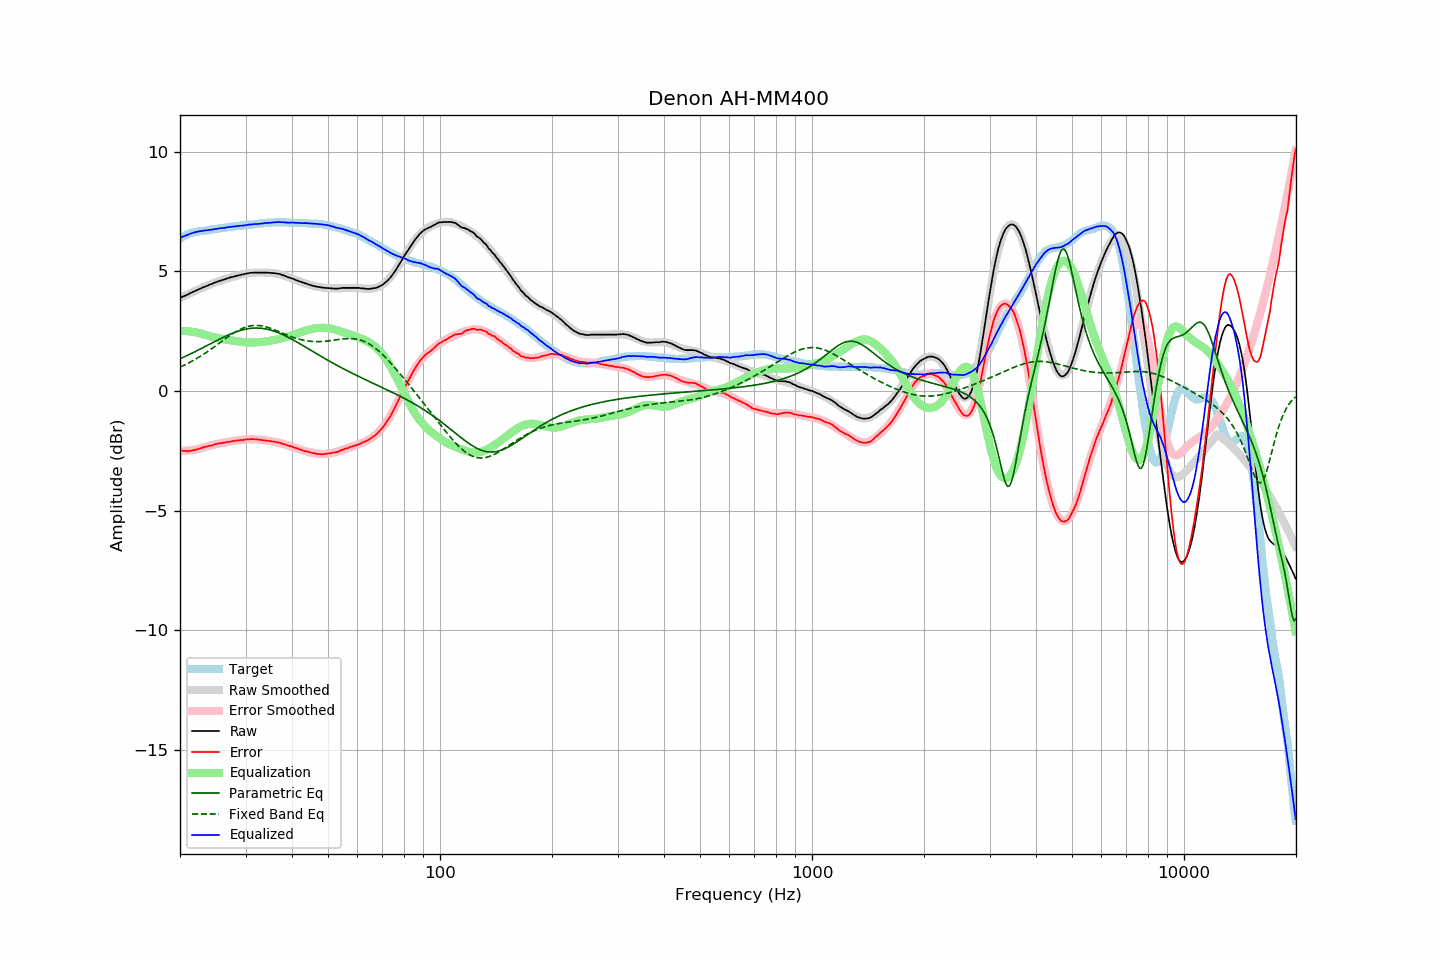 Denon AH-MM400
10
5
0
−5
−10
−15
Amplitude (dBr)
100
1000
10000
Frequency (Hz)
Target
Raw Smoothed
Error Smoothed
Raw
Error
Equalization
Parametric Eq
Fixed Band Eq
Equalized